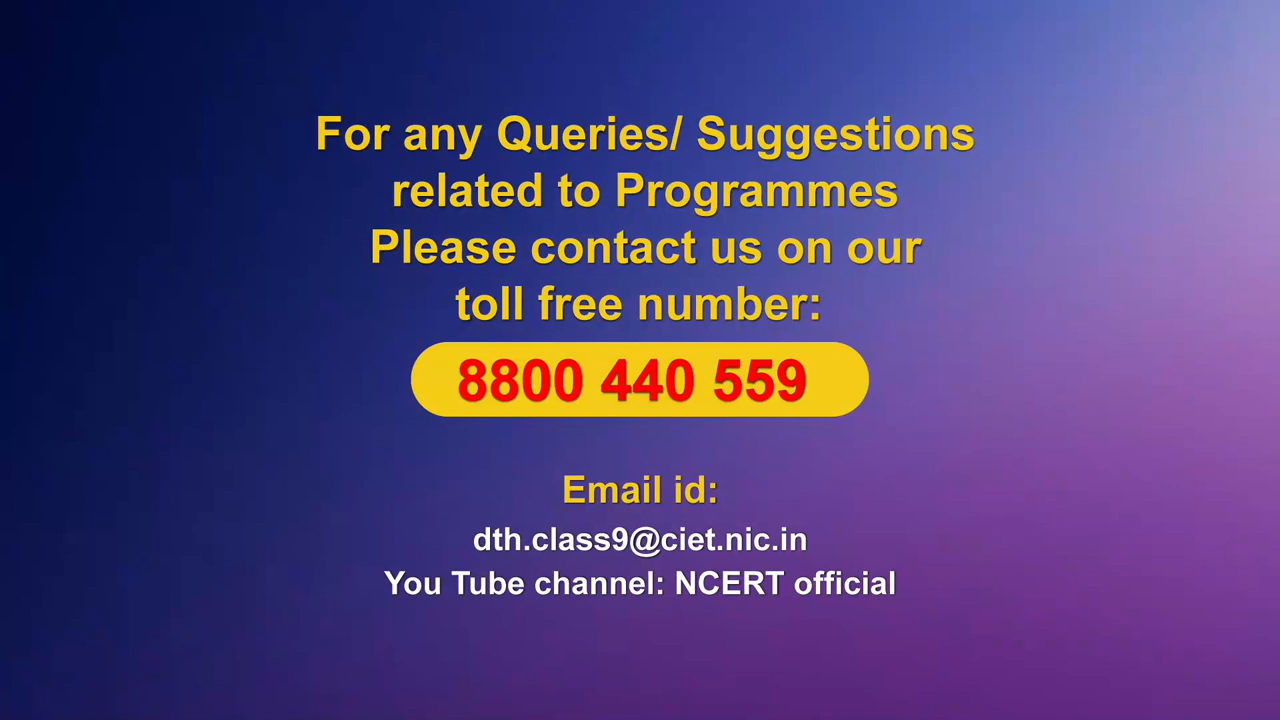 For any Queries/ Suggestions
related to Programmes
Please contact us on our
toll free number:
8800 440 559
Email id:
dth.class9@ciet.nic.in
You Tube channel: NCERT official